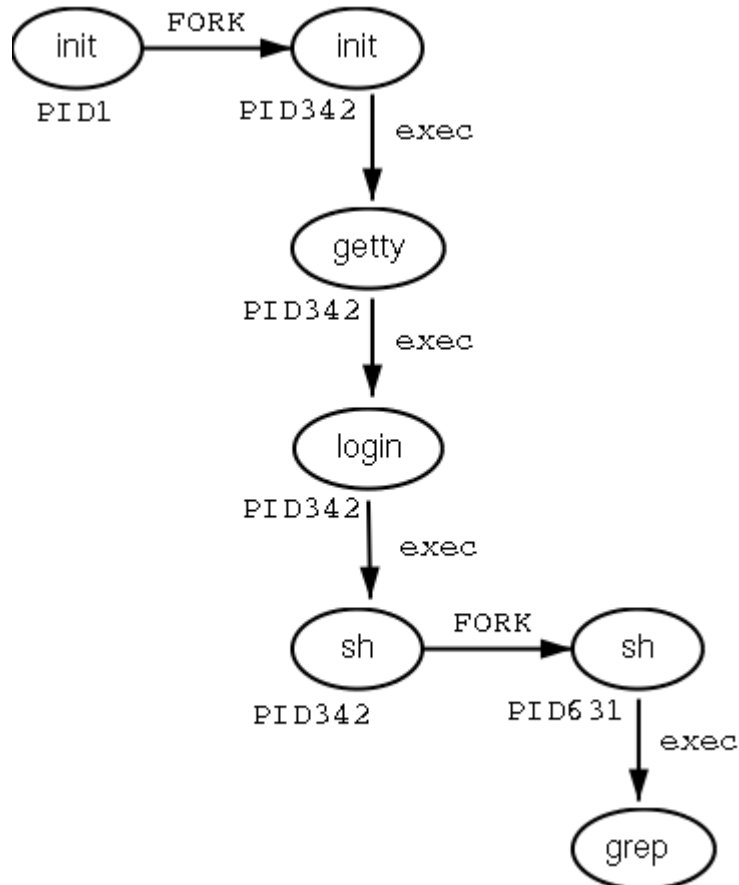 FORK
init
init
PID1
PID342
exec
getty
PID342
exec
login
PID342
exec
FORK
sh
sh
PID342
PID631
exec
grep